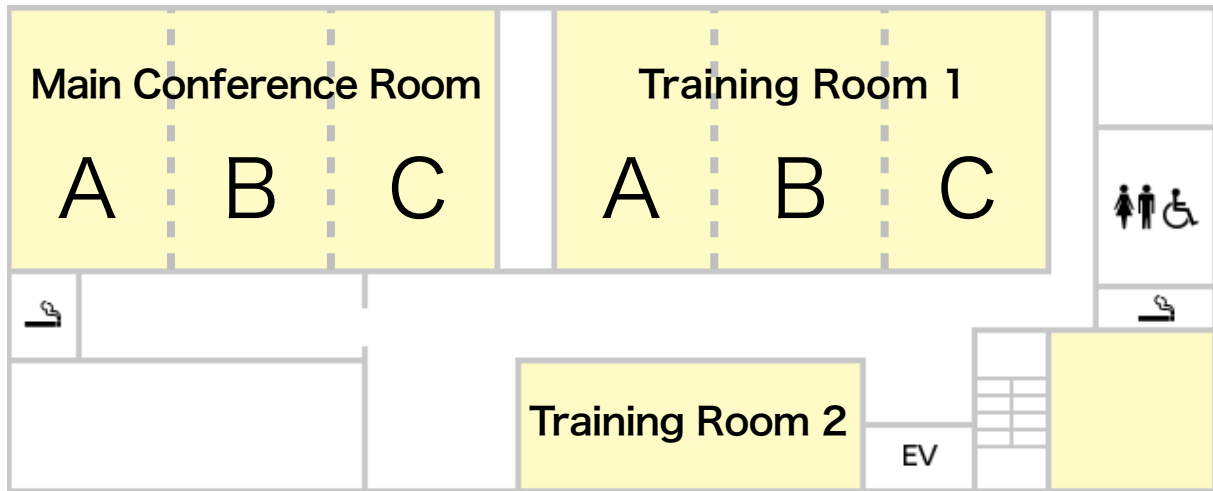 Main Conference Room
A B C
Training Room 1
A B C
Training Room 2
EV